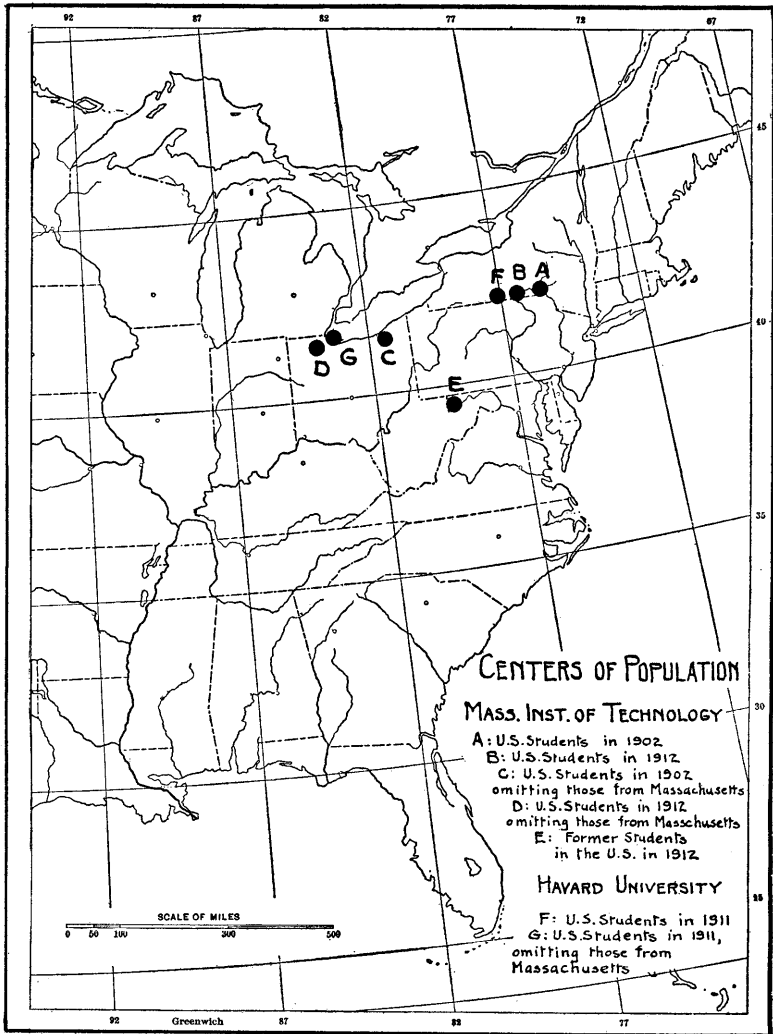 92 87 82 77 72 67
45
40
35
30
25
F B A
D G C
E
CENTERS OF POPULATION
MASS. INST. OF TECHNOLOGY
A: U.S. Students in 1902
B: U.S. Students in 1912
C: U.S. Students in 1902
omitting those from Massachusetts
D: U.S. Students in 1912
omitting those from Masschusetts
E: Former Students
in the U.S. in 1912
HAVARD UNIVERSITY
F: U.S. Students in 1911
G: U.S. Students in 1911,
omitting those from
Massachusetts
SCALE OF MILES
0 50 100 300 500
92 Greenwich 87 82 77